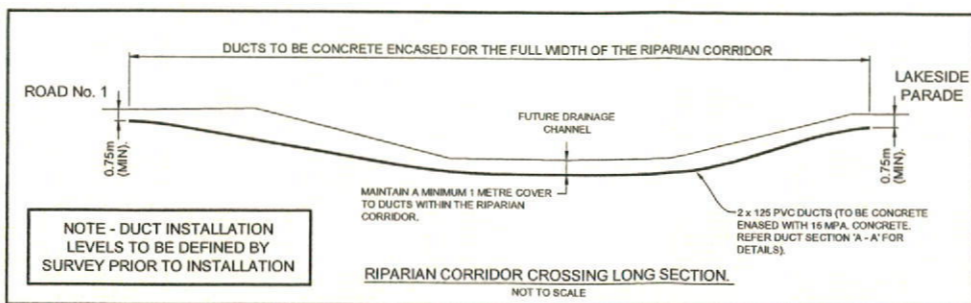 DUCTS TO BE CONCRETE ENCASED FOR THE FULL WIDTH OF THE RIPARIAN CORRIDOR
ROAD No. 1
LAKESIDE
PARADE
0.75m
(MIN).
FUTURE DRAINAGE
CHANNEL
0.75m
(MIN).
MAINTAIN A MINIMUM 1 METRE COVER
TO DUCTS WITHIN THE RIPARIAN
CORRIDOR.
2 x 125 PVC DUCTS (TO BE CONCRETE
ENASED WITH 15 MPA. CONCRETE.
REFER DUCT SECTION 'A - A' FOR
DETAILS).
NOTE - DUCT INSTALLATION
LEVELS TO BE DEFINED BY
SURVEY PRIOR TO INSTALLATION
RIPARIAN CORRIDOR CROSSING LONG SECTION.
NOT TO SCALE